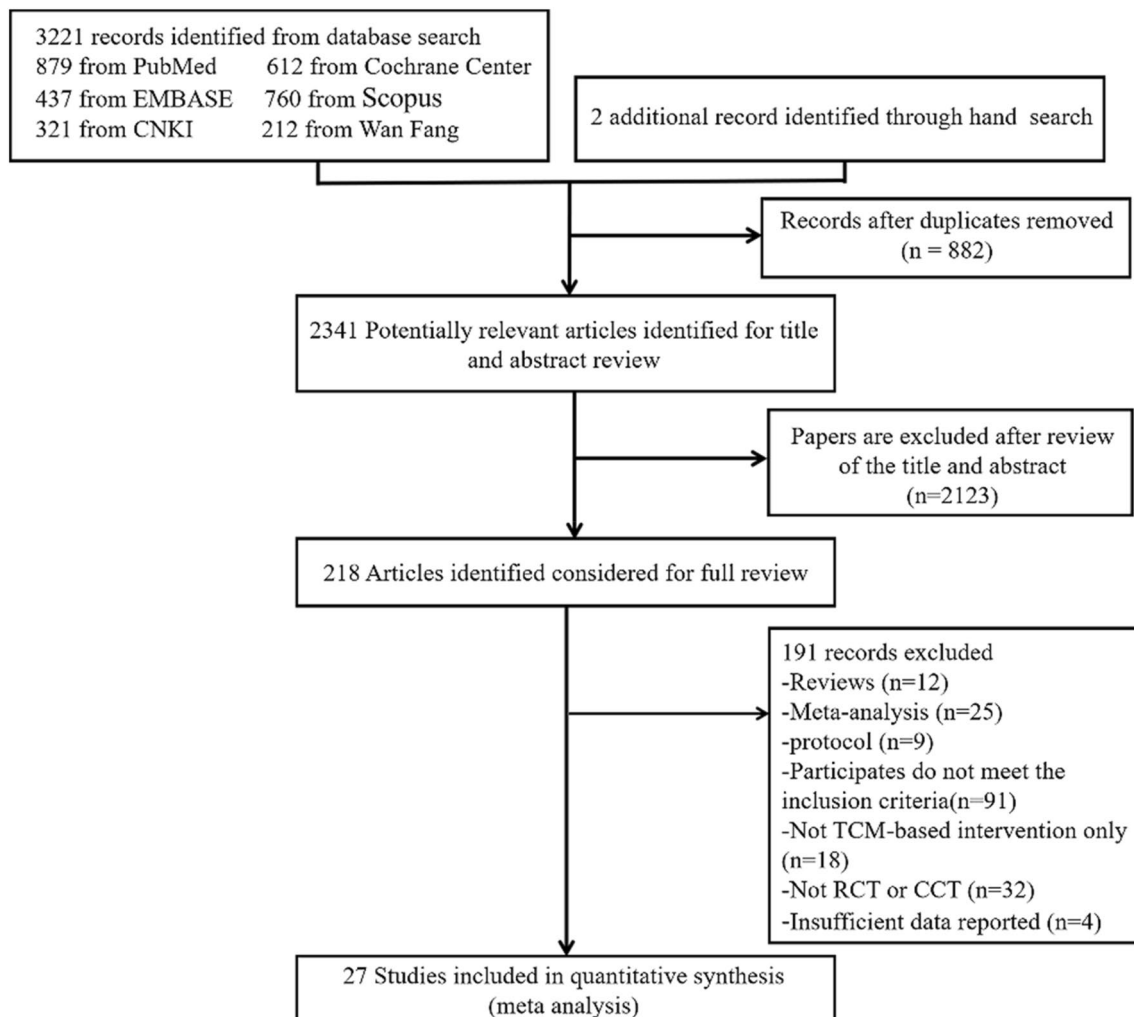 3221 records identified from database search
879 from PubMed 612 from Cochrane Center
437 from EMBASE 760 from Scopus
321 from CNKI 212 from Wan Fang
2 additional record identified through hand search
Records after duplicates removed
(n = 882)
2341 Potentially relevant articles identified for title
and abstract review
Papers are excluded after review
of the title and abstract
(n=2123)
218 Articles identified considered for full review
191 records excluded
-Reviews (n=12)
-Meta-analysis (n=25)
-protocol (n=9)
-Participates do not meet the
inclusion criteria(n=91)
-Not TCM-based intervention only
(n=18)
-Not RCT or CCT (n=32)
-Insufficient data reported (n=4)
27 Studies included in quantitative synthesis
(meta analysis)